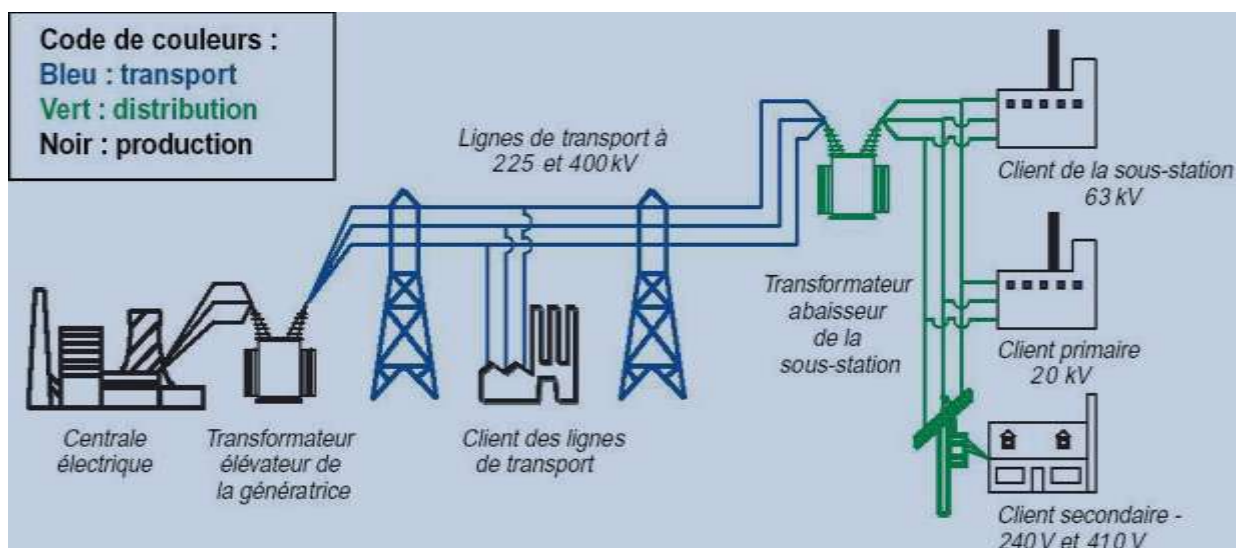 Code de couleurs :
Bleu : transport
Vert : distribution
Noir : production
Lignes de transport à
225 et 400 kV
Client de la sous-station
63 kV
Transformateur
abaisseur
de la
sous-station
Client primaire
20 kV
Centrale
électrique
Transformateur
élévateur de
la génératrice
Client des lignes
de transport
Client secondaire -
240 V et 410 V